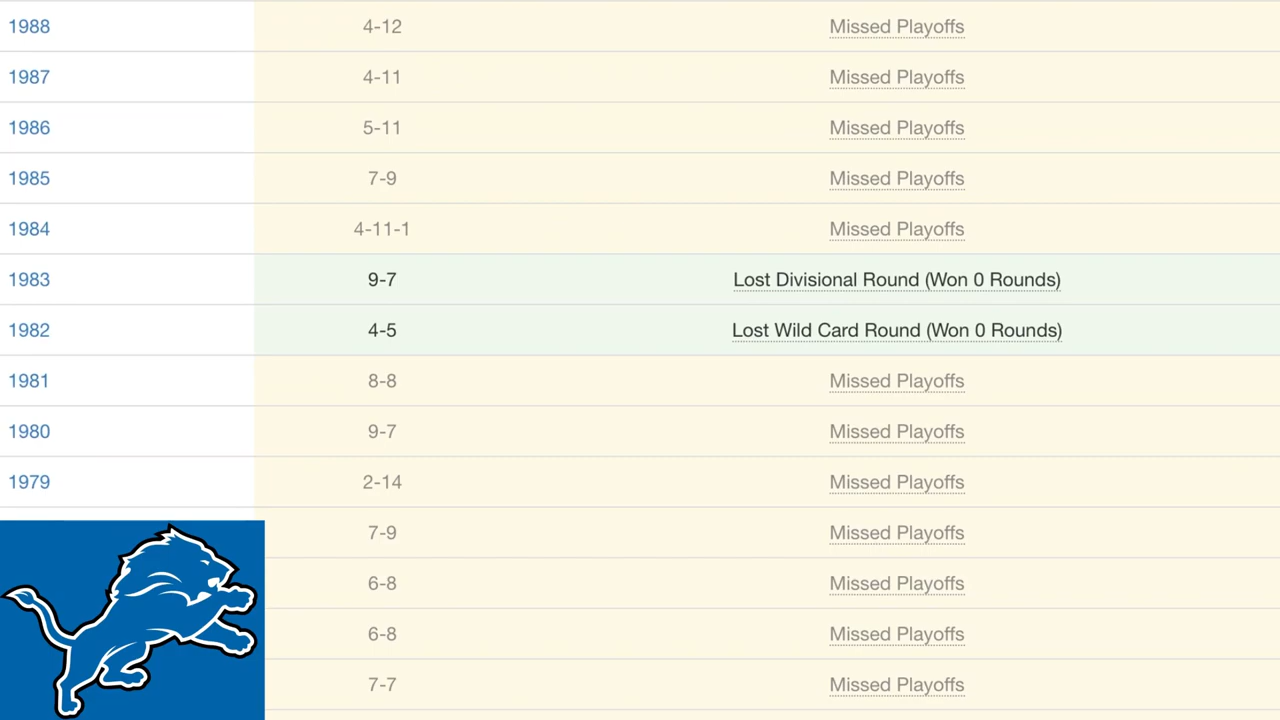 1988 4-12 Missed Playoffs
1987 4-11 Missed Playoffs
1986 5-11 Missed Playoffs
1985 7-9 Missed Playoffs
1984 4-11-1 Missed Playoffs
1983 9-7 Lost Divisional Round (Won 0 Rounds)
1982 4-5 Lost Wild Card Round (Won 0 Rounds)
1981 8-8 Missed Playoffs
1980 9-7 Missed Playoffs
1979 2-14 Missed Playoffs
7-9 Missed Playoffs
6-8 Missed Playoffs
6-8 Missed Playoffs
7-7 Missed Playoffs